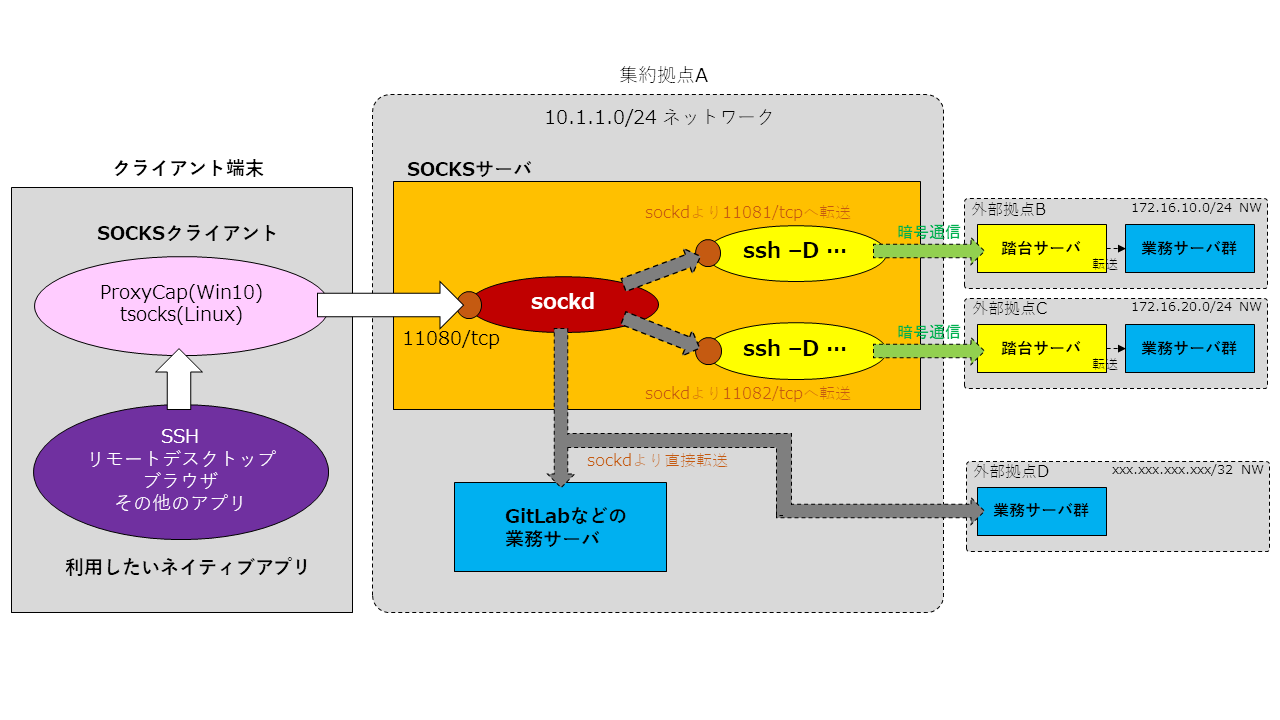 集約拠点A
10.1.1.0/24 ネットワーク
クライアント端末
SOCKSクライアント
ProxyCap(Win10)
tsocks(Linux)
SSH
リモートデスクトップ
ブラウザ
その他のアプリ
利用したいネイティブアプリ
SOCKSサーバ
sockdより11081/tcpへ転送
ssh –D …
sockd
11080/tcp
ssh –D …
sockdより11082/tcpへ転送
sockdより直接転送
GitLabなどの
業務サーバ
暗号通信
外部拠点B
172.16.10.0/24 NW
踏台サーバ
転送
業務サーバ群
暗号通信
外部拠点C
172.16.20.0/24 NW
踏台サーバ
転送
業務サーバ群
外部拠点D
xxx.xxx.xxx.xxx/32 NW
業務サーバ群